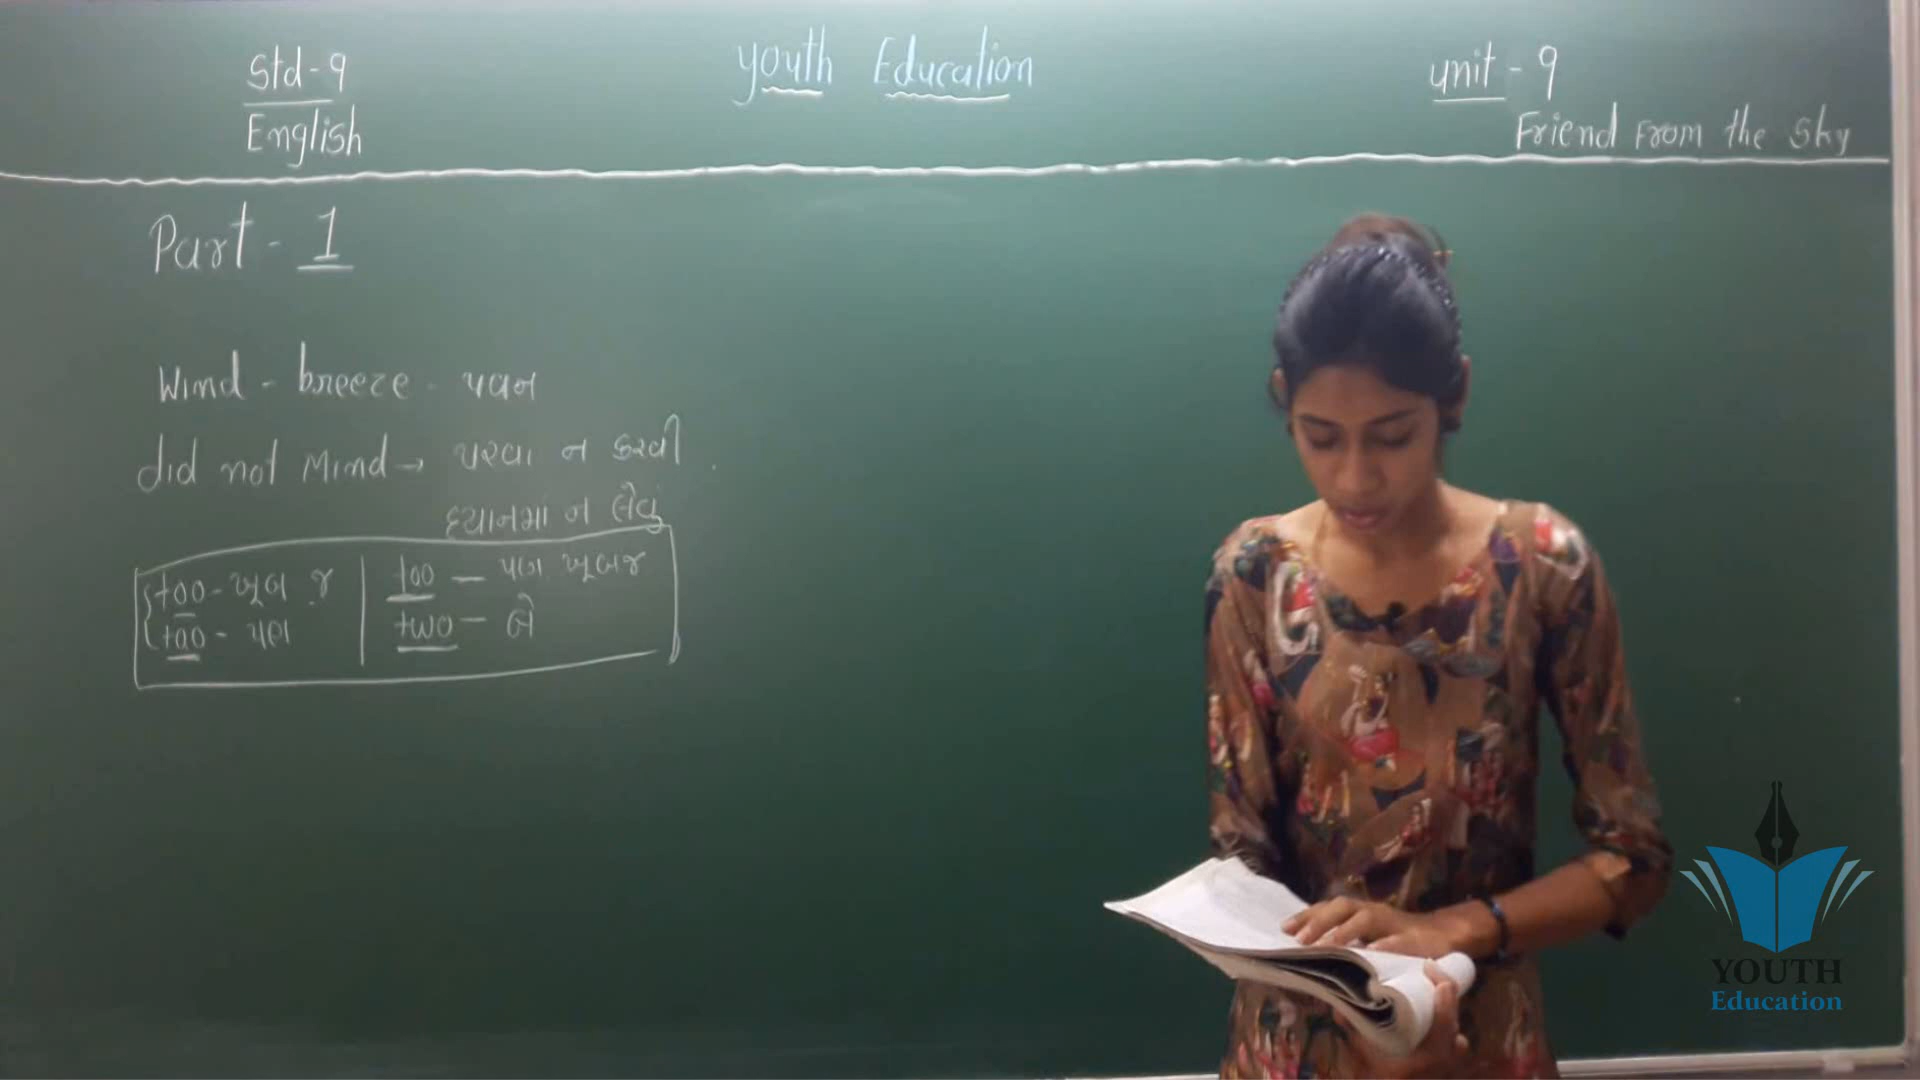 Std-9
English
youth Education
unit - 9
Friend From the Sky
Part - 1
Wind - breeze - પવન
did not Mind → પરવા ન કરવી
ધ્યાનમાં ન લેવું
too - ખૂબ જ
too - પણ
too - પણ ખૂબજ
two - બે
YOUTH
Education